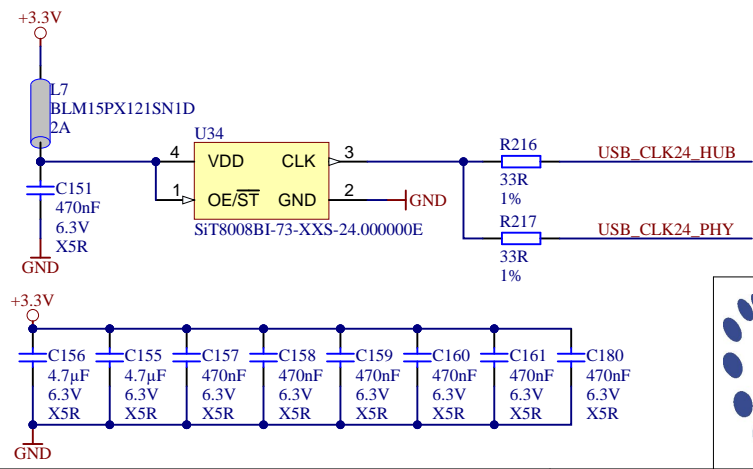 +3.3V
L7
BLM15PX121SN1D
2A
C151
470nF
6.3V
X5R
GND
U34
4 VDD CLK 3
1 OE/ST GND 2
GND
SiT8008BI-73-XXS-24.000000E
R216
33R
1%
USB_CLK24_HUB
R217
33R
1%
USB_CLK24_PHY
+3.3V
C156 C155 C157 C158 C159 C160 C161 C180
4.7µF 4.7µF 470nF 470nF 470nF 470nF 470nF 470nF
6.3V 6.3V 6.3V 6.3V 6.3V 6.3V 6.3V 6.3V
X5R X5R X5R X5R X5R X5R X5R X5R
GND